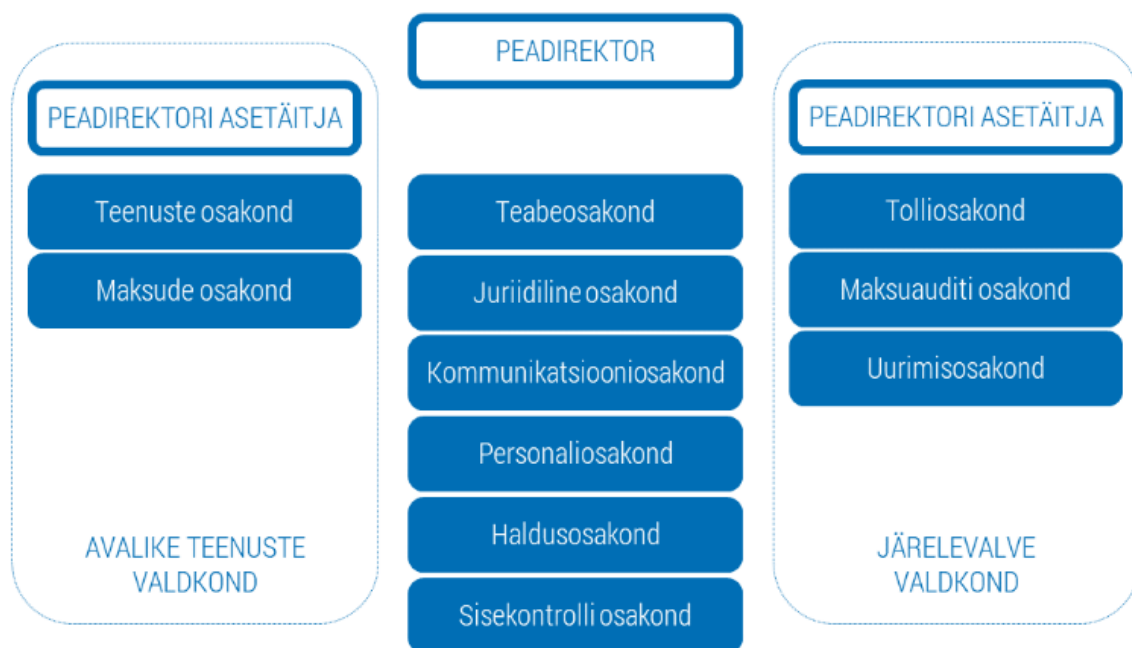 PEADIREKTOR
PEADIREKTORI ASETÄITJA
Teenuste osakond
Maksude osakond
AVALIKE TEENUSTE
VALDKOND
Teabeosakond
Juriidiline osakond
Kommunikatsiooniosakond
Personaliosakond
Haldusosakond
Sisekontrolli osakond
PEADIREKTORI ASETÄITJA
Tolliosakond
Maksuauditi osakond
Uurimisosakond
JÄRELEVALVE
VALDKOND